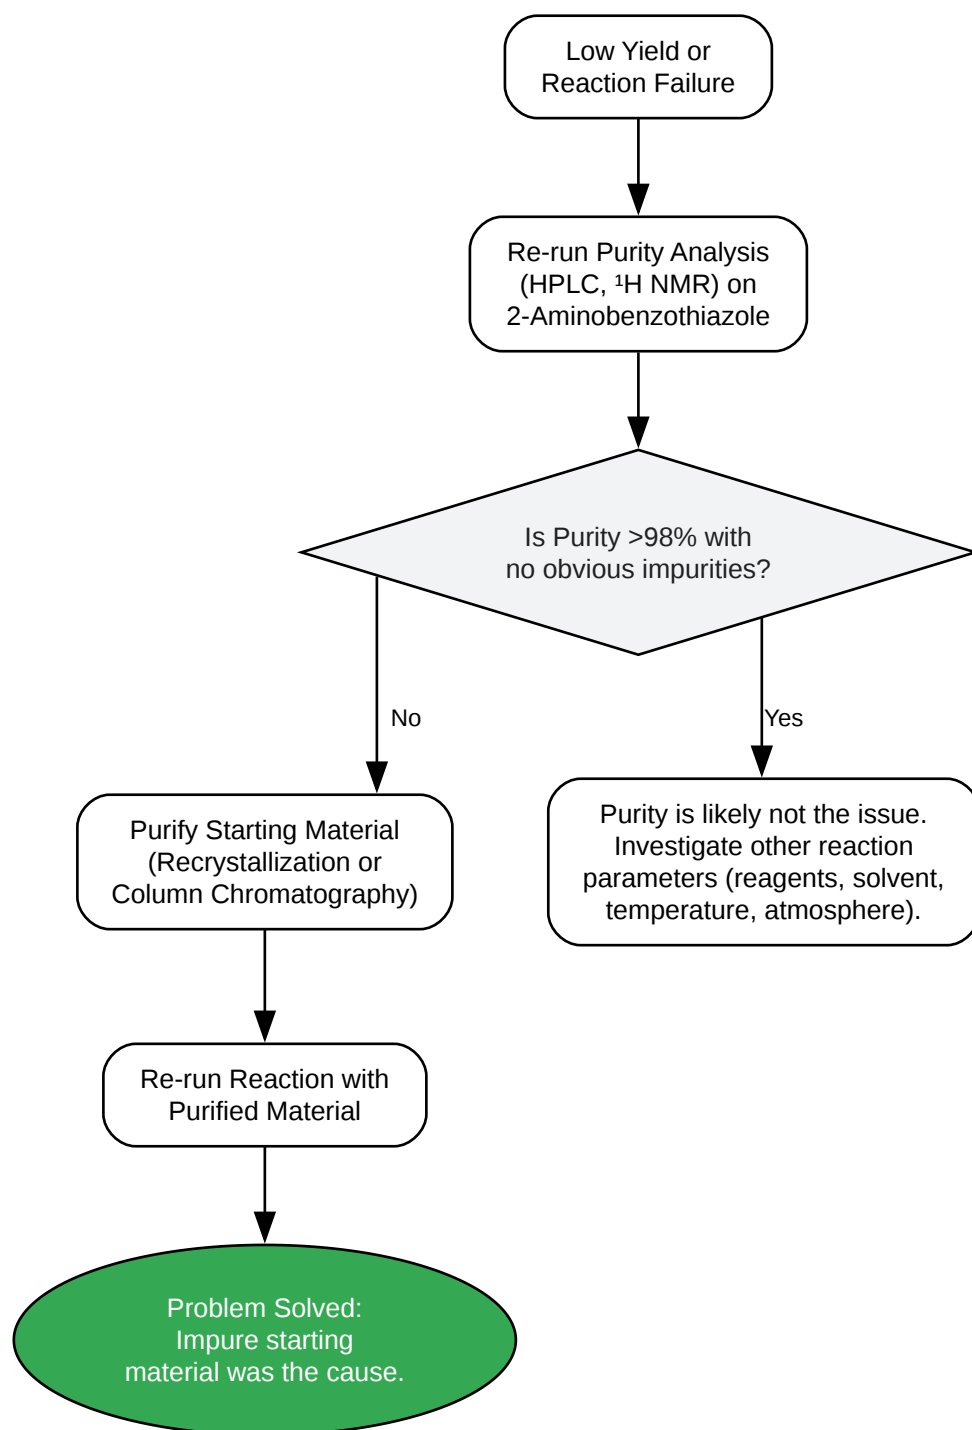 Low Yield or
Reaction Failure
Re-run Purity Analysis
(HPLC, ¹H NMR) on
2-Aminobenzothiazole
Is Purity >98% with
no obvious impurities?
No
Yes
Purify Starting Material
(Recrystallization or
Column Chromatography)
Purity is likely not the issue.
Investigate other reaction
parameters (reagents, solvent,
temperature, atmosphere).
Re-run Reaction with
Purified Material
Problem Solved:
Impure starting
material was the cause.